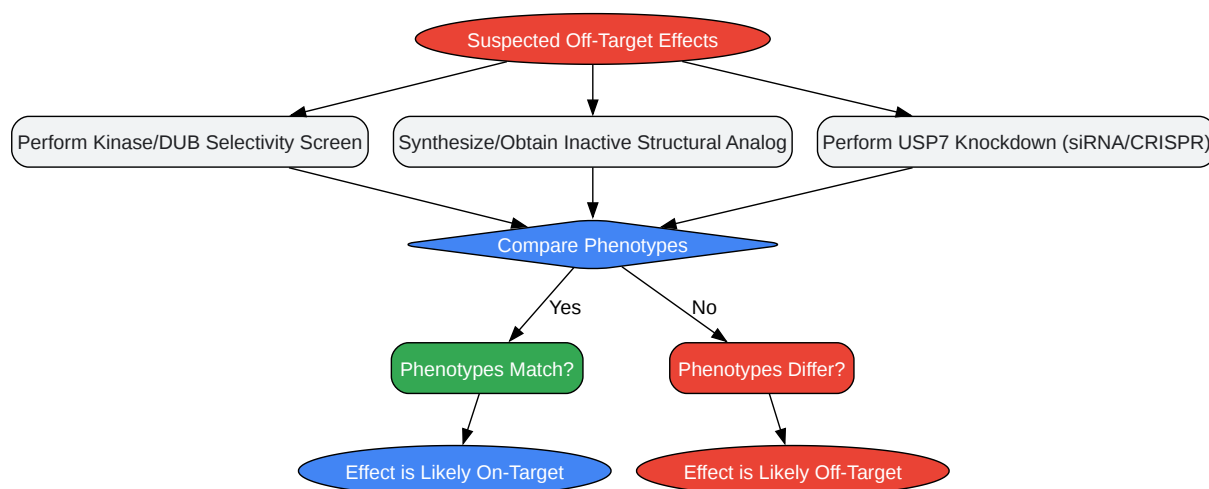 Suspected Off-Target Effects
Perform Kinase/DUB Selectivity Screen
Synthesize/Obtain Inactive Structural Analog
Perform USP7 Knockdown (siRNA/CRISPR)
Compare Phenotypes
Yes
No
Phenotypes Match?
Phenotypes Differ?
Effect is Likely On-Target
Effect is Likely Off-Target